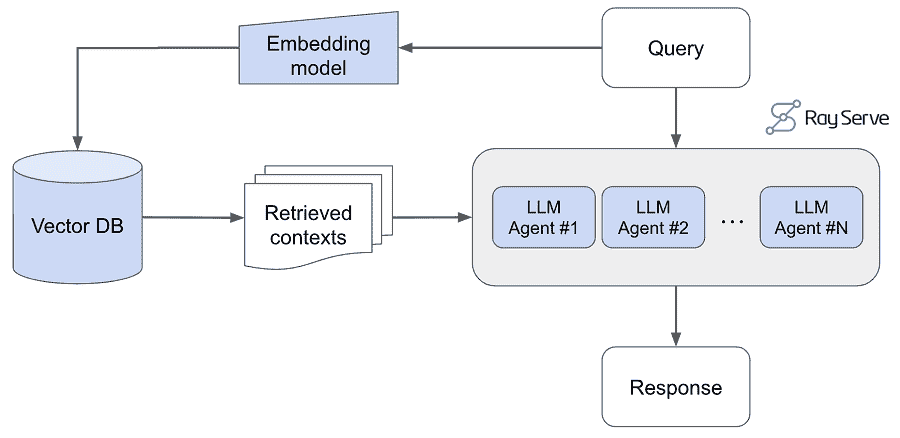 Embedding
model
Query
Ray Serve
Vector DB
Retrieved
contexts
LLM
Agent #1
LLM
Agent #2
...
LLM
Agent #N
Response